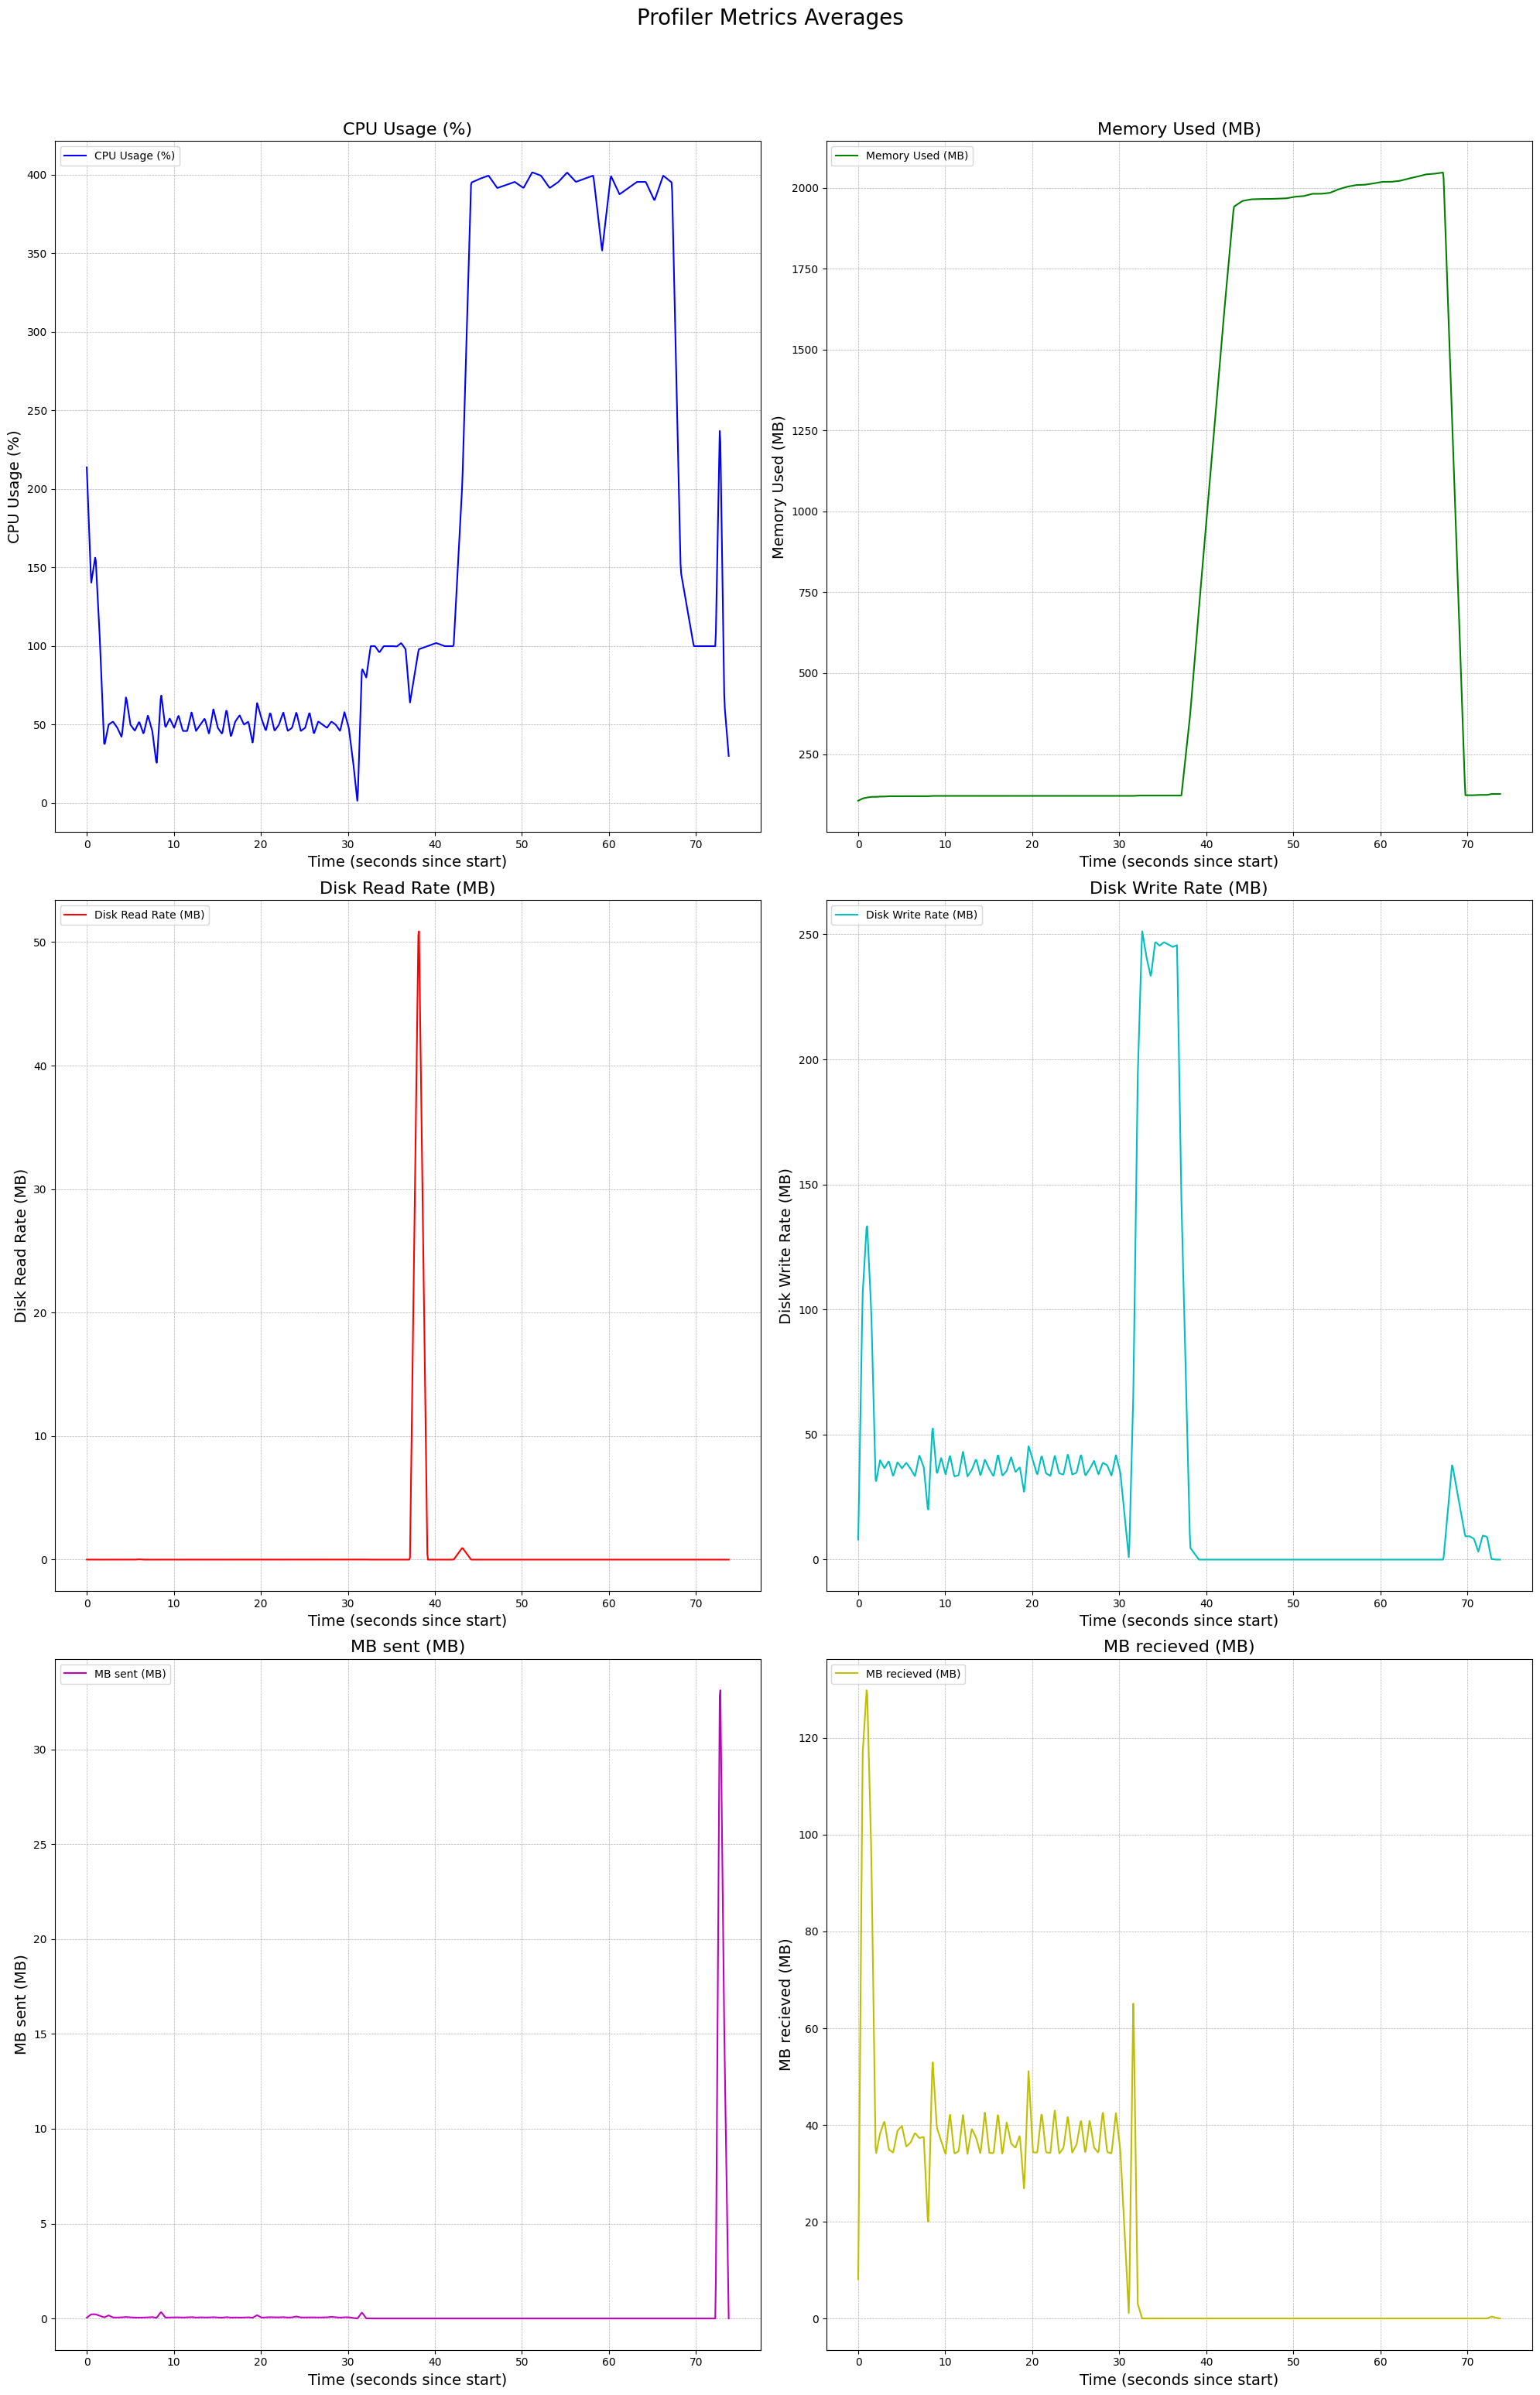 Profiler Metrics Averages
CPU Usage (%)
CPU Usage (%)
400
350
300
250
200
150
100
50
0
CPU Usage (%)
0 10 20 30 40 50 60 70
Time (seconds since start)
Memory Used (MB)
Memory Used (MB)
2000
1750
1500
1250
1000
750
500
250
Memory Used (MB)
0 10 20 30 40 50 60 70
Time (seconds since start)
Disk Read Rate (MB)
Disk Read Rate (MB)
50
40
30
20
10
0
Disk Read Rate (MB)
0 10 20 30 40 50 60 70
Time (seconds since start)
Disk Write Rate (MB)
Disk Write Rate (MB)
250
200
150
100
50
0
Disk Write Rate (MB)
0 10 20 30 40 50 60 70
Time (seconds since start)
MB sent (MB)
MB sent (MB)
30
25
20
15
10
5
0
MB sent (MB)
0 10 20 30 40 50 60 70
Time (seconds since start)
MB recieved (MB)
MB recieved (MB)
120
100
80
60
40
20
0
MB recieved (MB)
0 10 20 30 40 50 60 70
Time (seconds since start)